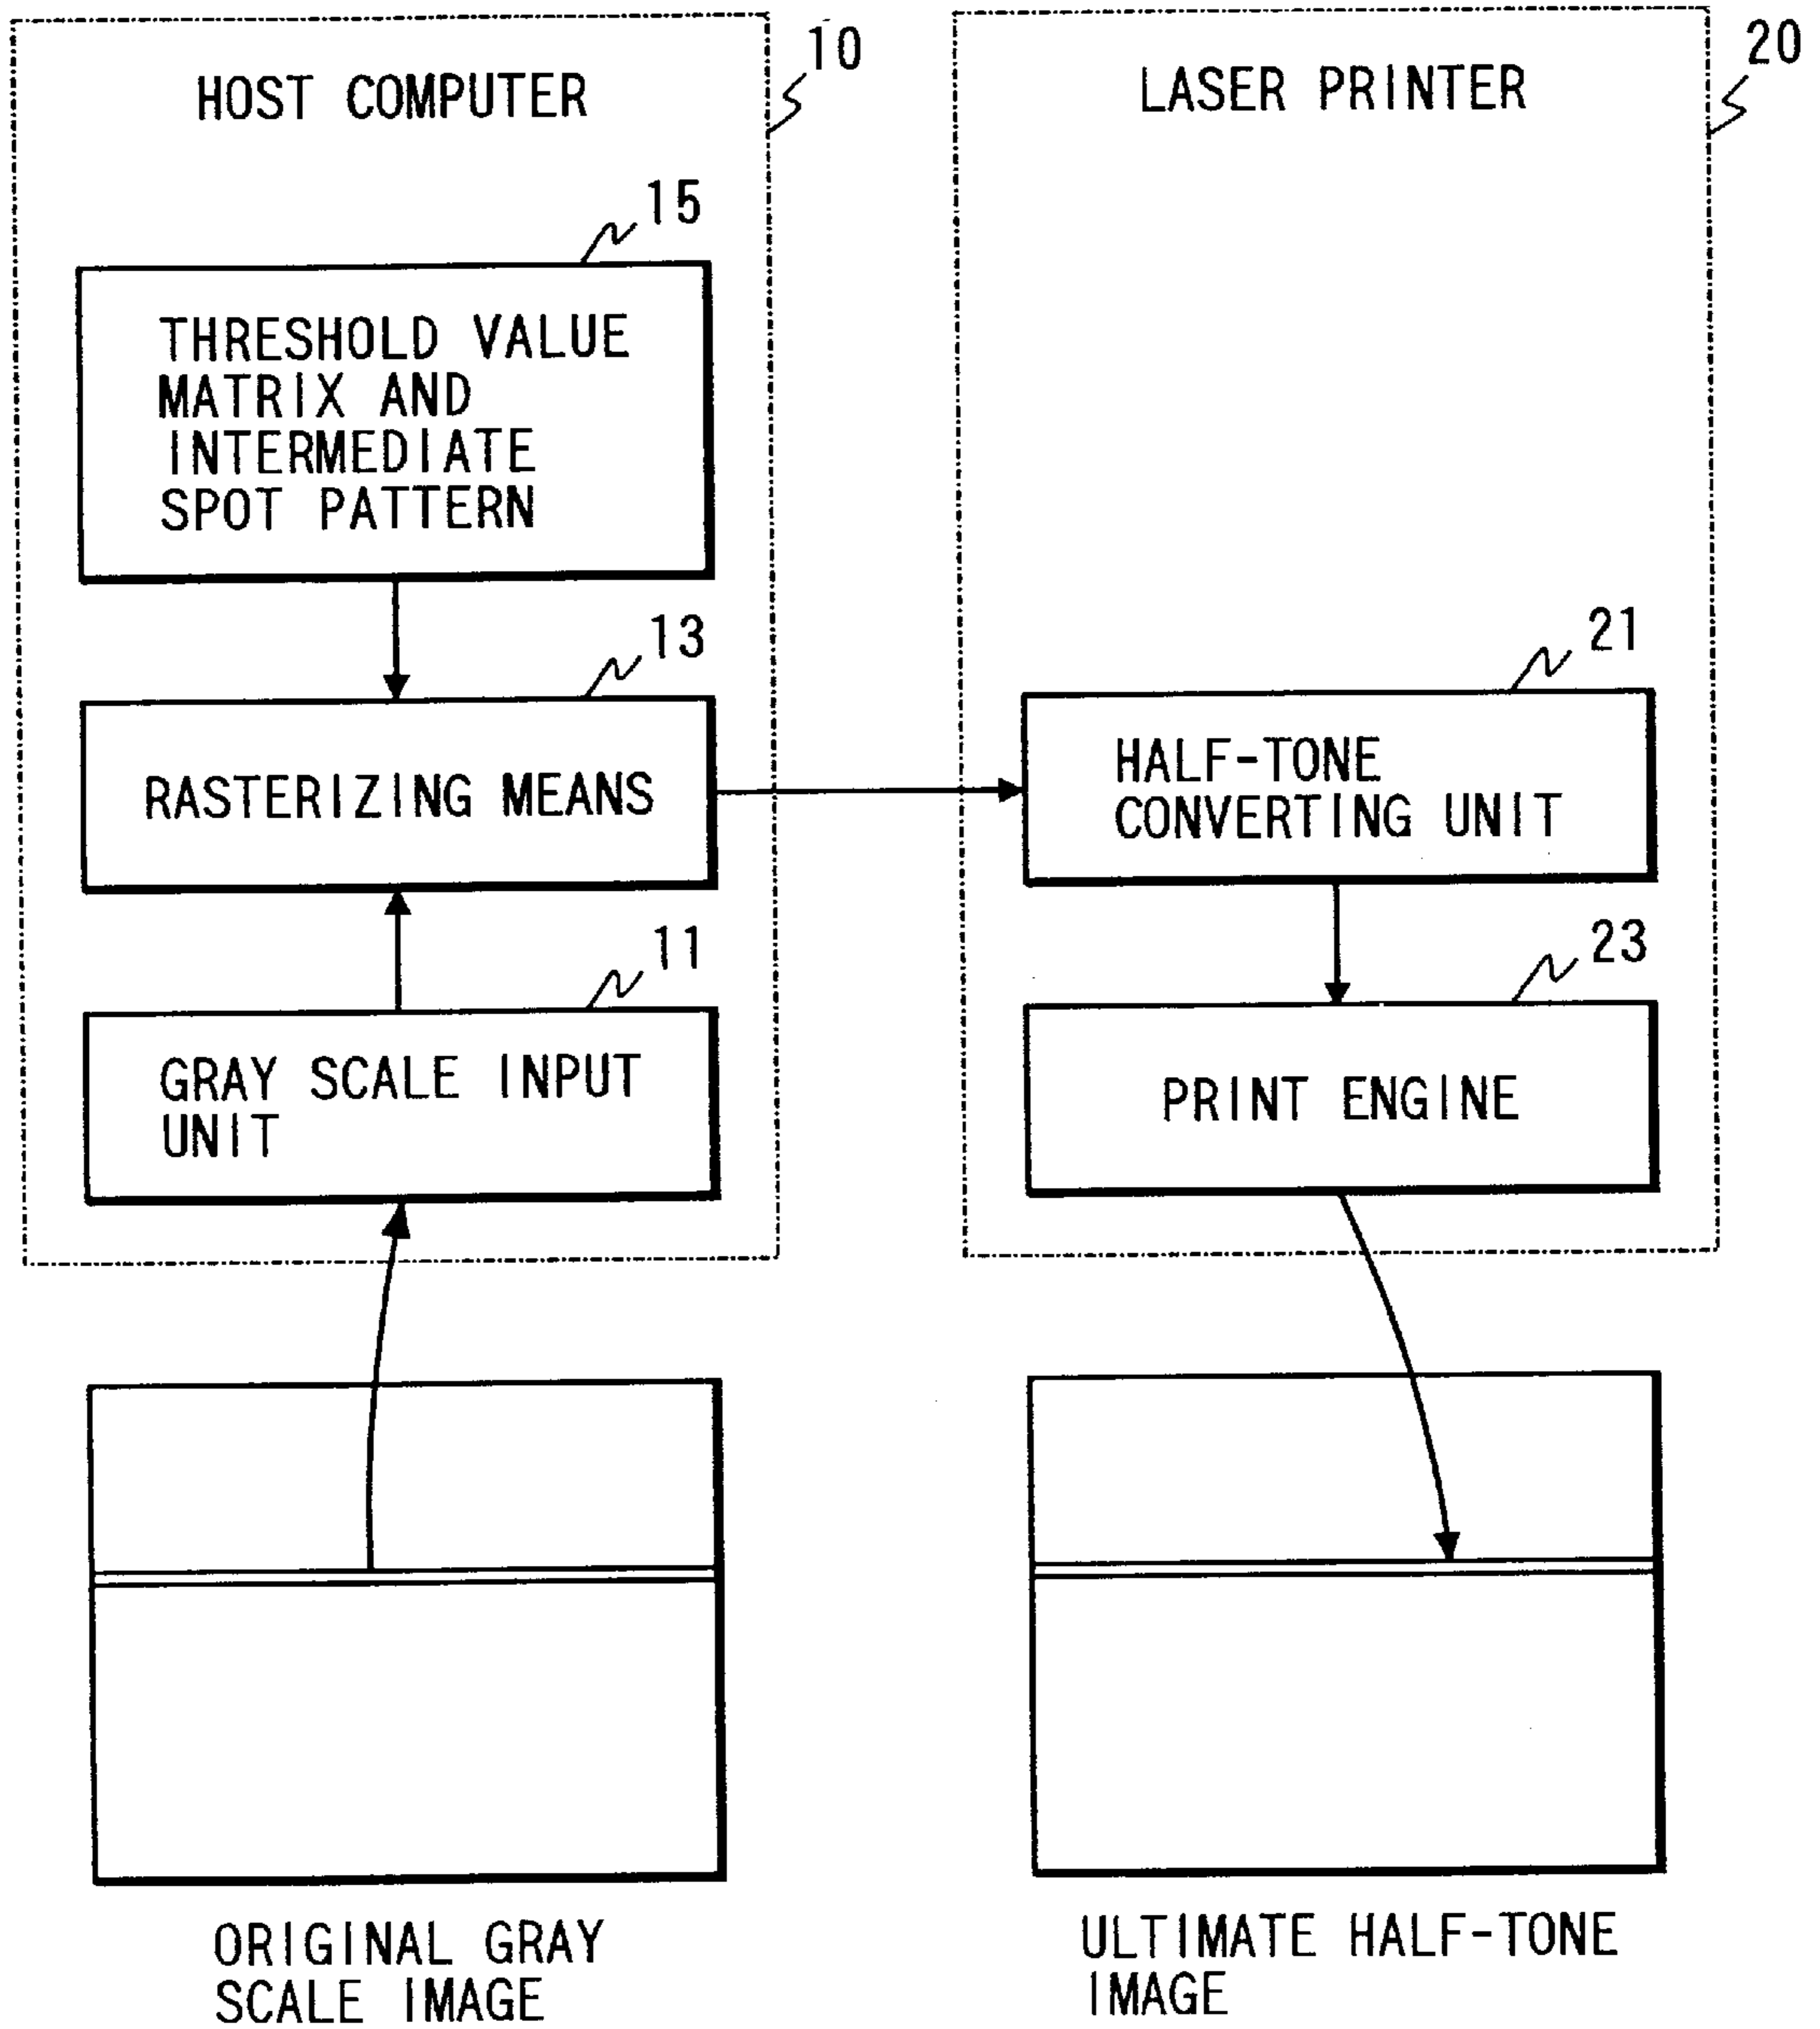 HOST COMPUTER
10
15
THRESHOLD VALUE
MATRIX AND
INTERMEDIATE
SPOT PATTERN
13
RASTERIZING MEANS
11
GRAY SCALE INPUT
UNIT
ORIGINAL GRAY
SCALE IMAGE
LASER PRINTER
20
21
HALF-TONE
CONVERTING UNIT
23
PRINT ENGINE
ULTIMATE HALF-TONE
IMAGE